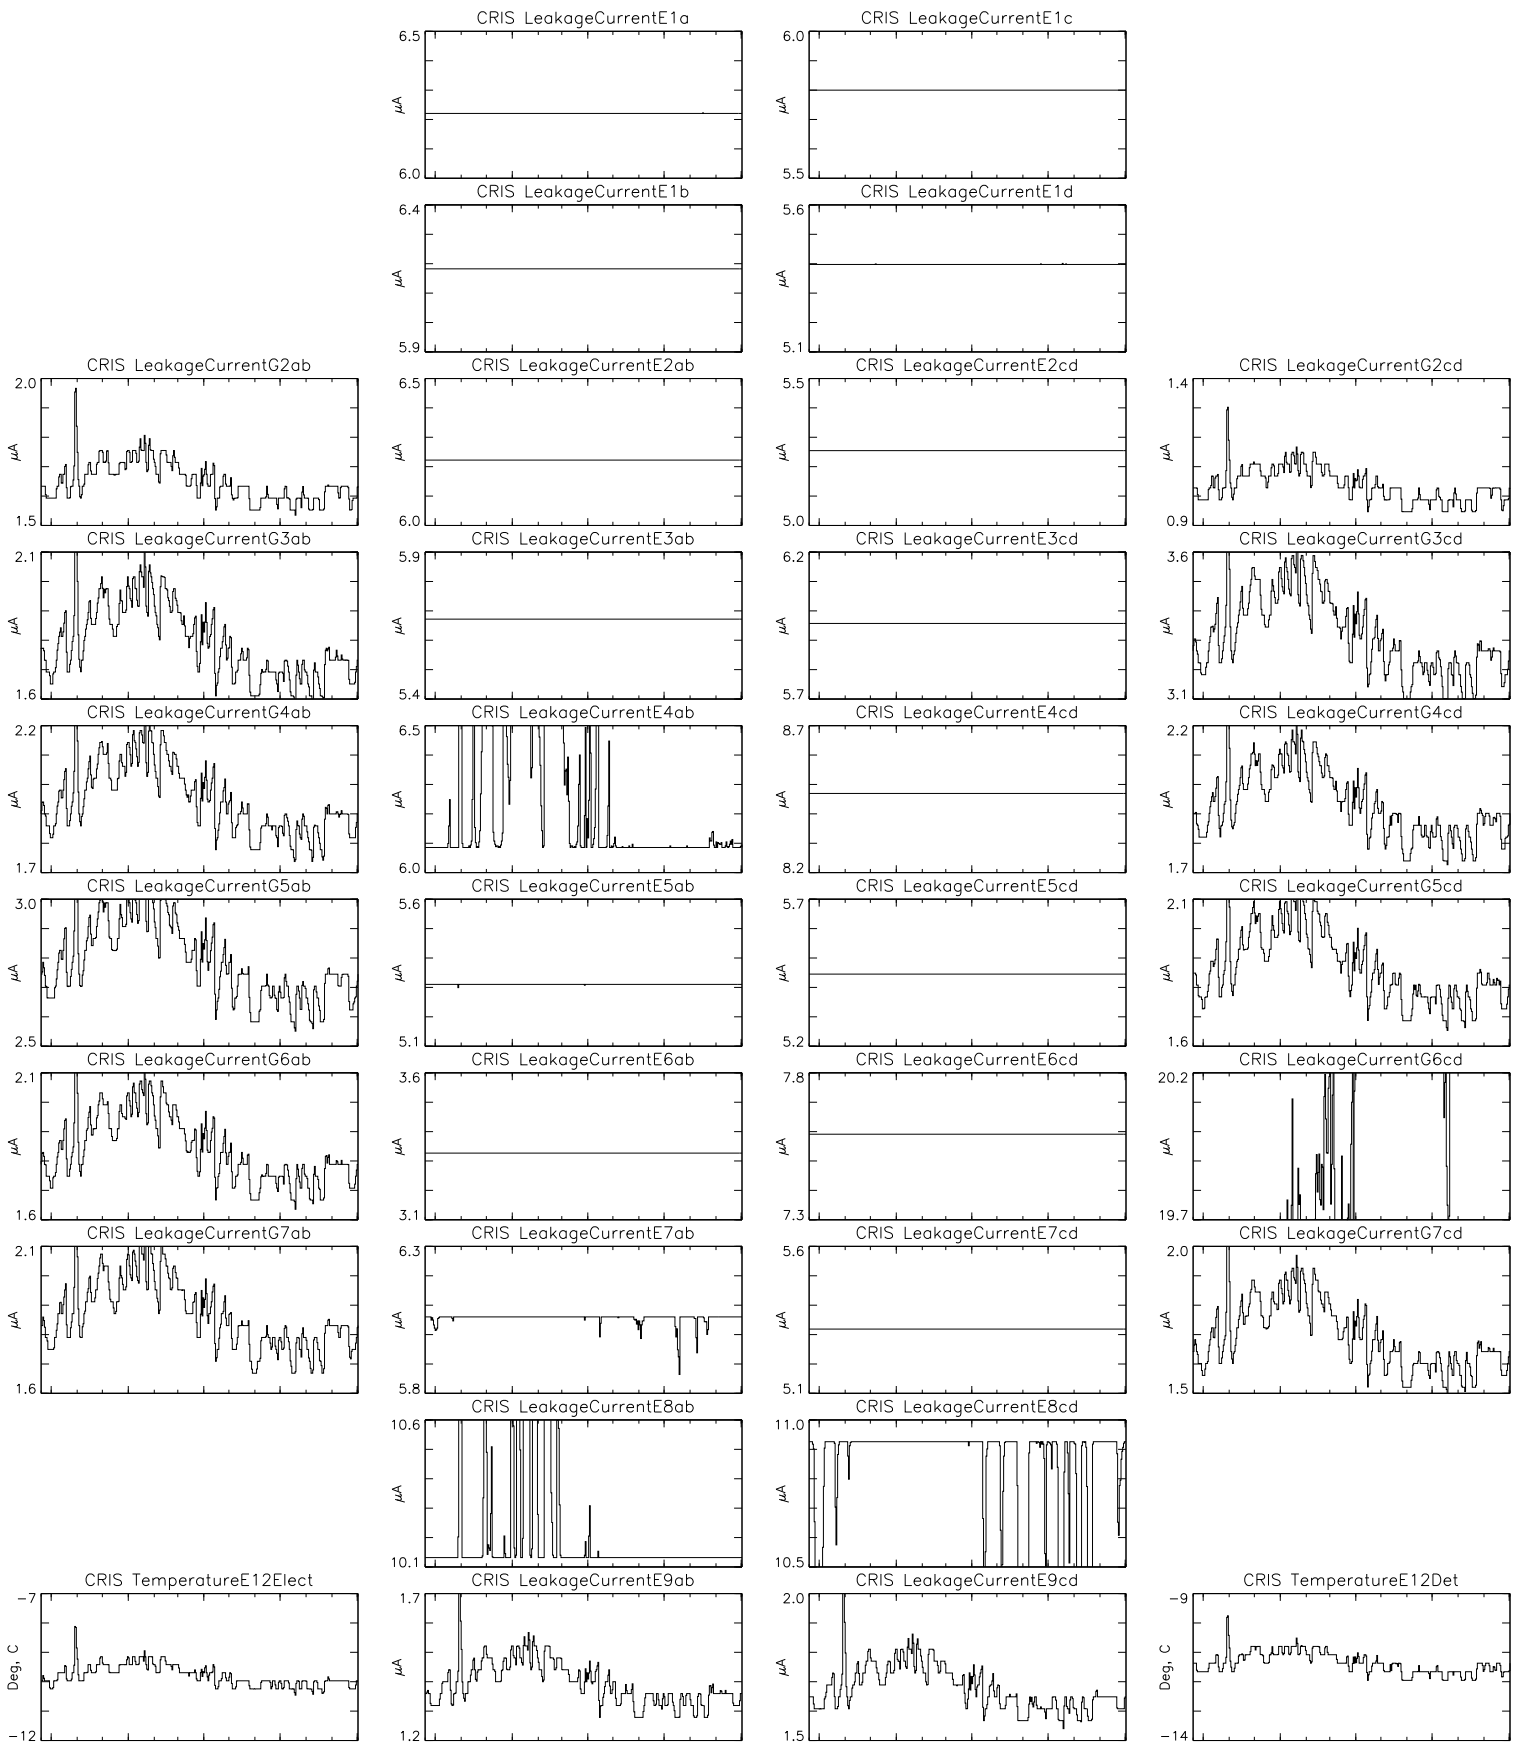 CRIS LeakageCurrentE1a
6.5
μA
6.0
CRIS LeakageCurrentE1c
6.0
μA
5.5
CRIS LeakageCurrentE1b
6.4
μA
5.9
CRIS LeakageCurrentE1d
5.6
μA
5.1
CRIS LeakageCurrentG2ab
2.0
μA
1.5
CRIS LeakageCurrentE2ab
6.5
μA
6.0
CRIS LeakageCurrentE2cd
5.5
μA
5.0
CRIS LeakageCurrentG2cd
1.4
μA
0.9
CRIS LeakageCurrentG3ab
2.1
μA
1.6
CRIS LeakageCurrentE3ab
5.9
μA
5.4
CRIS LeakageCurrentE3cd
6.2
μA
5.7
CRIS LeakageCurrentG3cd
3.6
μA
3.1
CRIS LeakageCurrentG4ab
2.2
μA
1.7
CRIS LeakageCurrentE4ab
6.5
μA
6.0
CRIS LeakageCurrentE4cd
8.7
μA
8.2
CRIS LeakageCurrentG4cd
2.2
μA
1.7
CRIS LeakageCurrentG5ab
3.0
μA
2.5
CRIS LeakageCurrentE5ab
5.6
μA
5.1
CRIS LeakageCurrentE5cd
5.7
μA
5.2
CRIS LeakageCurrentG5cd
2.1
μA
1.6
CRIS LeakageCurrentG6ab
2.1
μA
1.6
CRIS LeakageCurrentE6ab
3.6
μA
3.1
CRIS LeakageCurrentE6cd
7.8
μA
7.3
CRIS LeakageCurrentG6cd
20.2
μA
19.7
CRIS LeakageCurrentG7ab
2.1
μA
1.6
CRIS LeakageCurrentE7ab
6.3
μA
5.8
CRIS LeakageCurrentE7cd
5.6
μA
5.1
CRIS LeakageCurrentG7cd
2.0
μA
1.5
CRIS LeakageCurrentE8ab
10.6
μA
10.1
CRIS LeakageCurrentE8cd
11.0
μA
10.5
CRIS TemperatureE12Elect
-7
Deg, C
-12
CRIS LeakageCurrentE9ab
1.7
μA
1.2
CRIS LeakageCurrentE9cd
2.0
μA
1.5
CRIS TemperatureE12Det
-9
Deg, C
-14